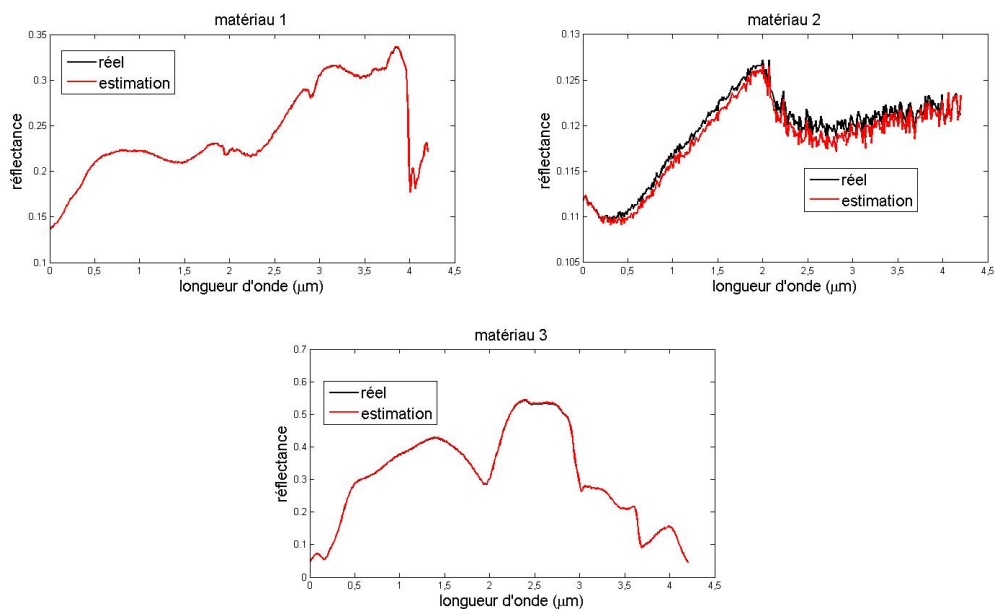 matériau 1
0.35
0.3
0.25
0.2
0.15
0.1
réflectance
réel
estimation
0 0,5 1 1,5 2 2,5 3 3,5 4 4,5
longueur d'onde (μm)
matériau 2
0.13
0.125
0.12
0.115
0.11
0.105
réflectance
réel
estimation
0 0,5 1 1,5 2 2,5 3 3,5 4 4,5
longueur d'onde (μm)
matériau 3
0.7
0.6
0.5
0.4
0.3
0.2
0.1
0
réflectance
réel
estimation
0 0,5 1 1,5 2 2,5 3 3,5 4 4,5
longueur d'onde (μm)